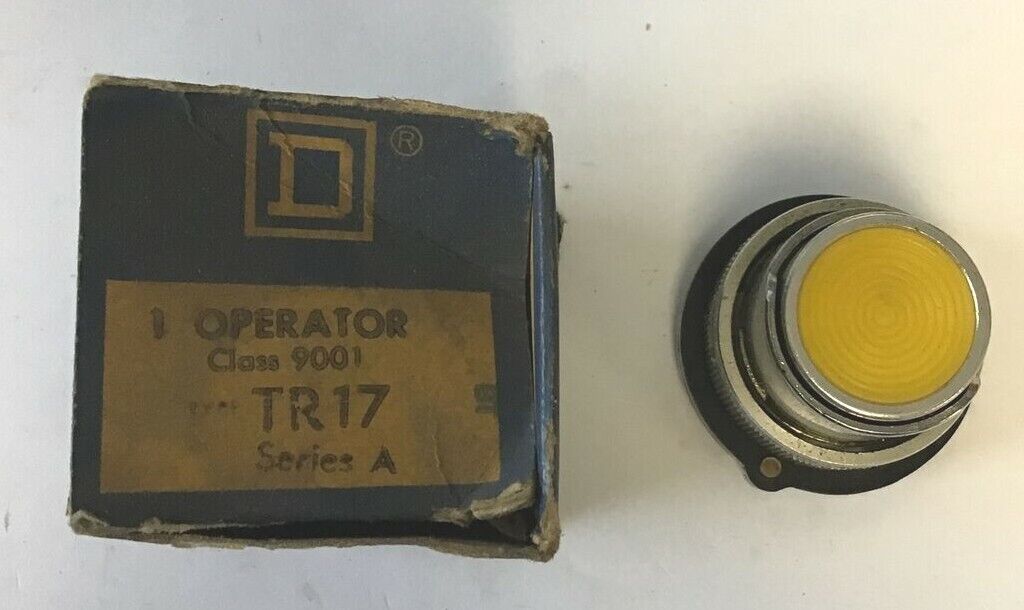 D ®
1 OPERATOR
Class 9001
TR17
Series A